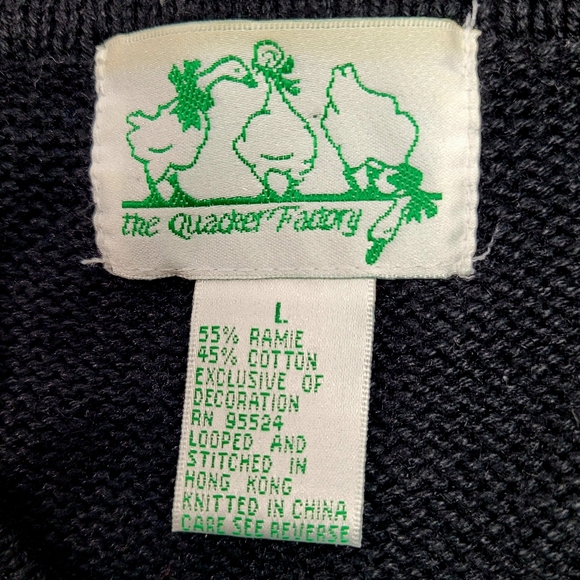 the Quacker Factory
L
55% RAMIE
45% COTTON
EXCLUSIVE OF
DECORATION
RN 95524
LOOPED AND
STITCHED IN
HONG KONG
KNITTED IN CHINA
CARE SEE REVERSE